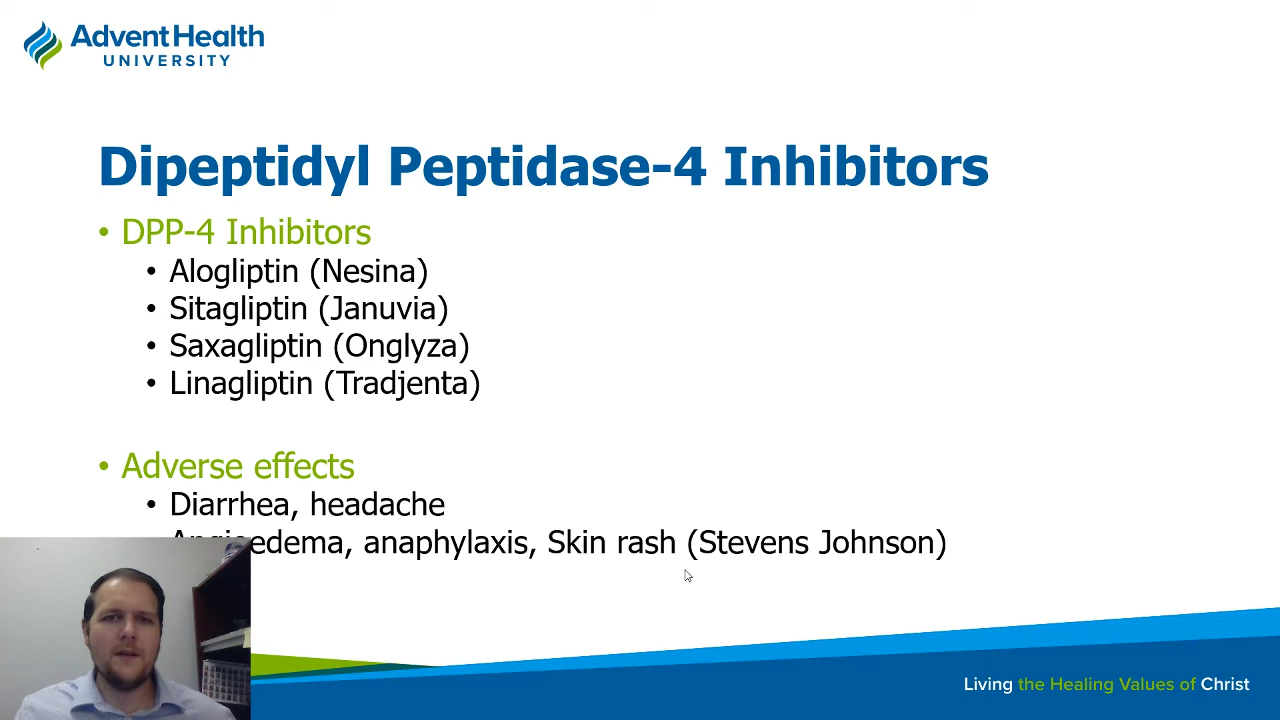 AdventHealth
UNIVERSITY
Dipeptidyl Peptidase-4 Inhibitors
• DPP-4 Inhibitors
• Alogliptin (Nesina)
• Sitagliptin (Januvia)
• Saxagliptin (Onglyza)
• Linagliptin (Tradjenta)
• Adverse effects
• Diarrhea, headache
Angioedema, anaphylaxis, Skin rash (Stevens Johnson)
Living the Healing Values of Christ